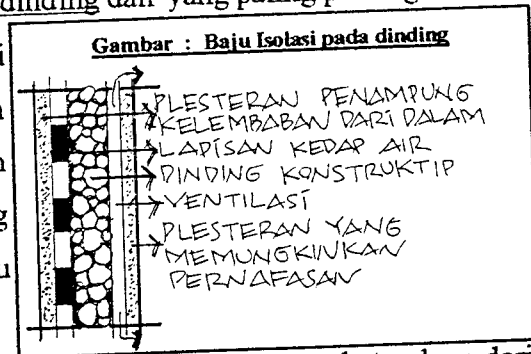 dinding dan yang paling
Gambar : Baju Isolasi pada dinding
PLESTERAN PENAMPUNG
KELEMBABAN DARI DALAM
LAPISAN KEDAP AIR
DINDING KONSTRUKTIP
VENTILASI
PLESTERAN YANG
MEMUNGKINKAN
PERNAFASAN